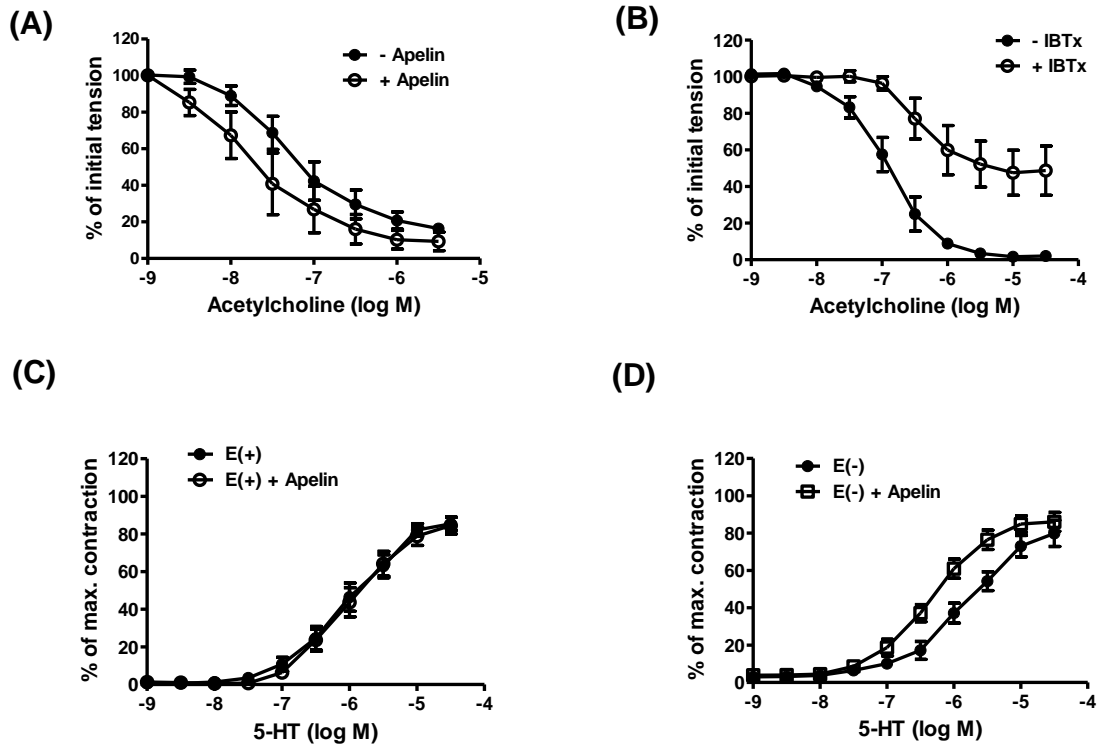 (A)
120
100
80
60
40
20
0
% of initial tension
- Apelin
+ Apelin
-9 -8 -7 -6 -5
Acetylcholine (log M)
(B)
120
100
80
60
40
20
0
% of initial tension
- IBTx
+ IBTx
-9 -8 -7 -6 -5 -4
Acetylcholine (log M)
(C)
120
100
80
60
40
20
0
% of max. contraction
E(+)
E(+) + Apelin
-9 -8 -7 -6 -5 -4
5-HT (log M)
(D)
120
100
80
60
40
20
0
% of max. contraction
E(-)
E(-) + Apelin
-9 -8 -7 -6 -5 -4
5-HT (log M)